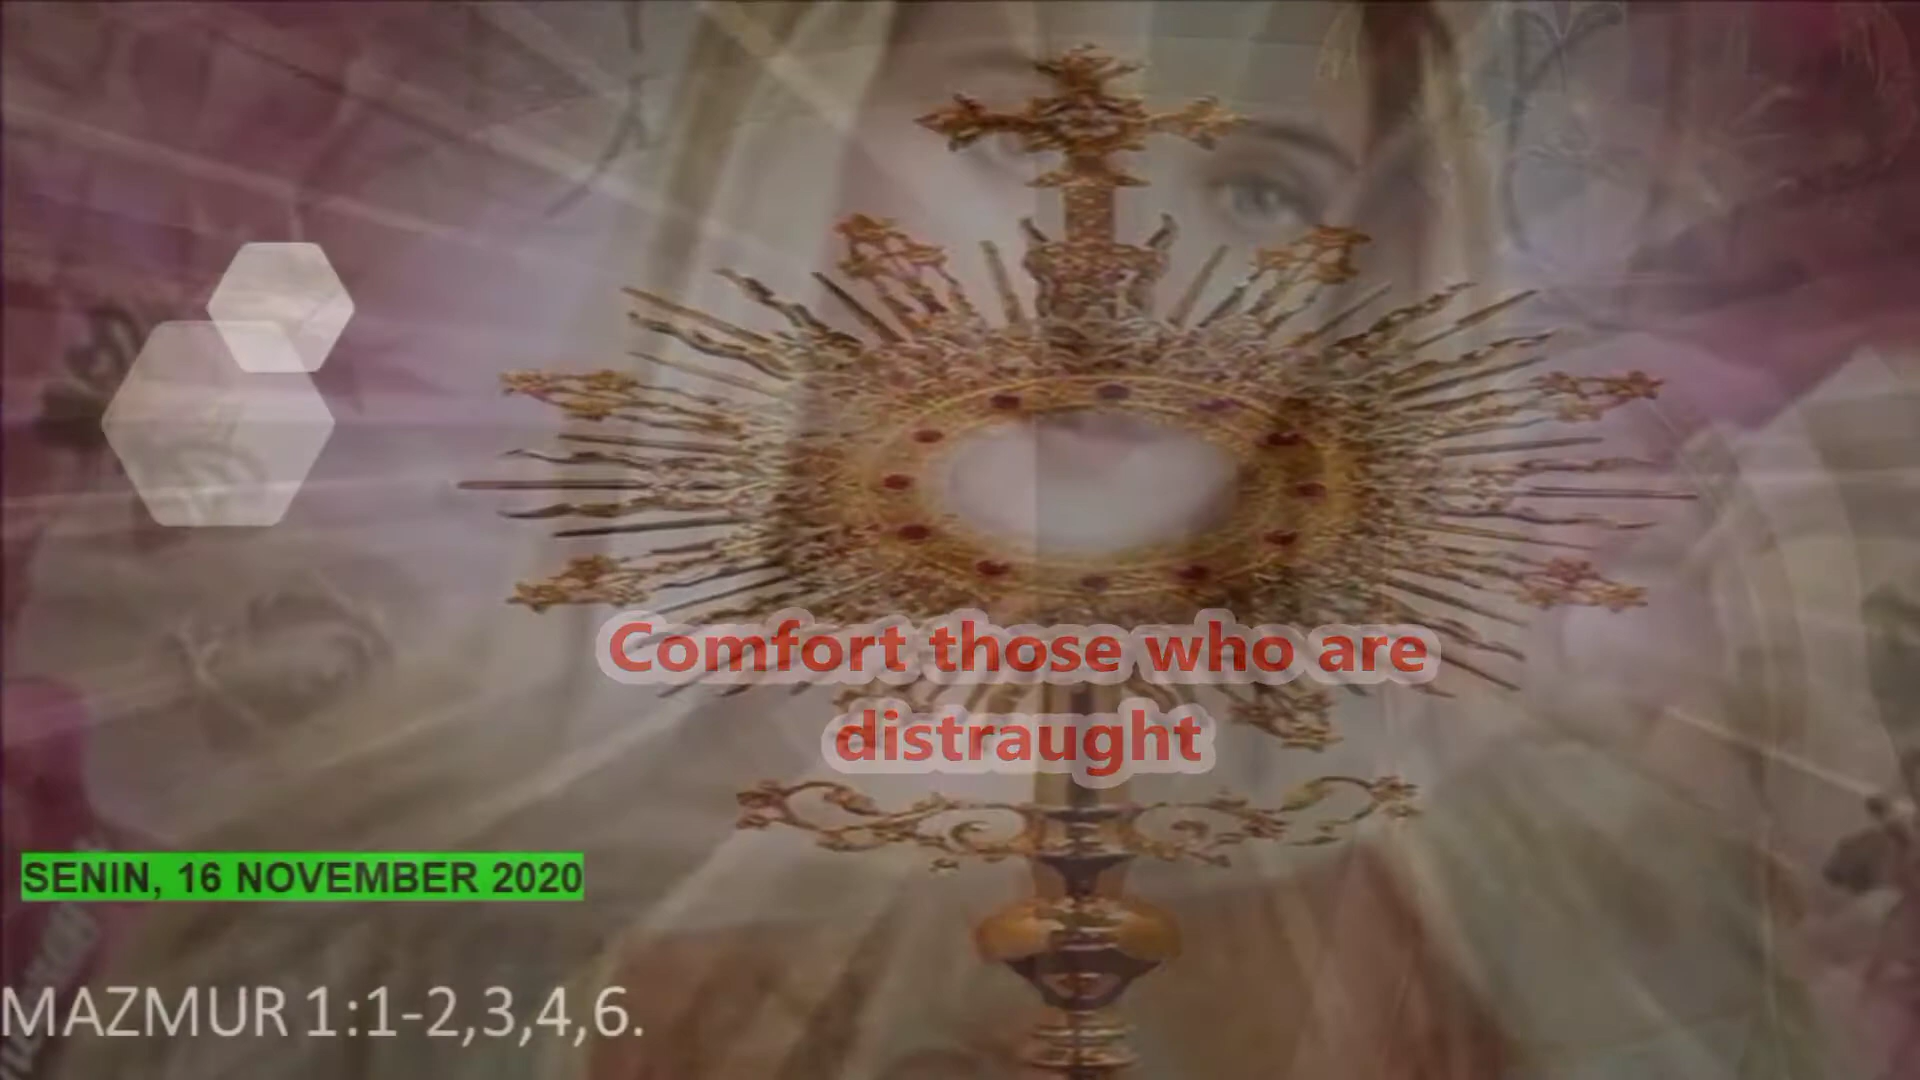 Comfort those who are
distraught
SENIN, 16 NOVEMBER 2020
MAZMUR 1:1-2,3,4,6.